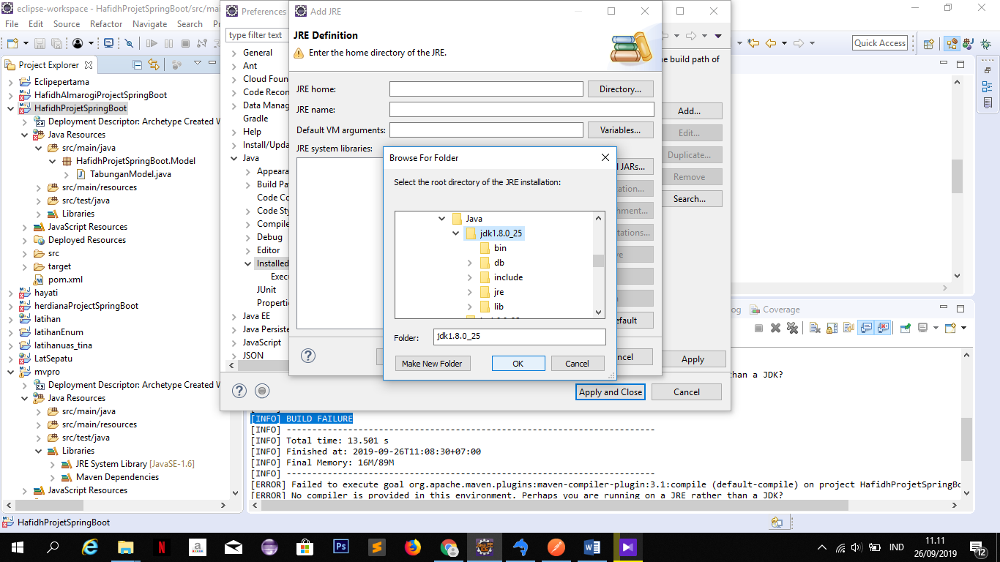 eclipse-workspace - HafidhProjetSpringBoot/src/mai
File Edit Source Refactor Navigate Search
Quick Access
Project Explorer
Eclipepertama
HafidhAlmarogiProjectSpringBoot
HafidhProjetSpringBoot
Deployment Descriptor: Archetype Created W
Java Resources
src/main/java
HafidhProjetSpringBoot.Model
TabunganModel.java
src/main/resources
src/test/java
Libraries
JavaScript Resources
Deployed Resources
src
target
pom.xml
hayati
herdianaProjectSpringBoot
latihan
latihanEnum
latihanuas_tina
LatSepatu
mvpro
Deployment Descriptor: Archetype Created W
Java Resources
src/main/java
src/main/resources
src/test/java
Libraries
JRE System Library [JavaSE-1.6]
Maven Dependencies
JavaScript Resources
HafidhProjetSpringBoot
Preferences
type filter text
General
Ant
Cloud Foun
Code Recon
Data Manag
Gradle
Help
Install/Upda
Java
Appeara
Build Pa
Code Co
Code Sty
Compile
Debug
Editor
Installed
Execu
JUnit
Properti
Java EE
Java Persiste
JavaScript
JSON
he build path of
Add...
Edit...
Duplicate...
Remove
Search...
Apply
Apply and Close
Cancel
Add JRE
JRE Definition
Enter the home directory of the JRE.
JRE home:
Directory...
JRE name:
Default VM arguments:
Variables...
JRE system libraries:
JARs...
ation...
ment...
tations...
ve
efault
ncel
Browse For Folder
Select the root directory of the JRE installation:
Java
jdk1.8.0_25
bin
db
include
jre
lib
Folder:
jdk1.8.0_25
Make New Folder
OK
Cancel
og
Coverage
han a JDK?
[INFO] BUILD FAILURE
[INFO] ------------------------------------------------------------------------
[INFO] Total time: 13.501 s
[INFO] Finished at: 2019-09-26T11:08:30+07:00
[INFO] Final Memory: 16M/89M
[INFO] ------------------------------------------------------------------------
[ERROR] Failed to execute goal org.apache.maven.plugins:maven-compiler-plugin:3.1:compile (default-compile) on project HafidhProjetSpringBo
[ERROR] No compiler is provided in this environment. Perhaps you are running on a JRE rather than a JDK?
IND
11.11
26/09/2019
12